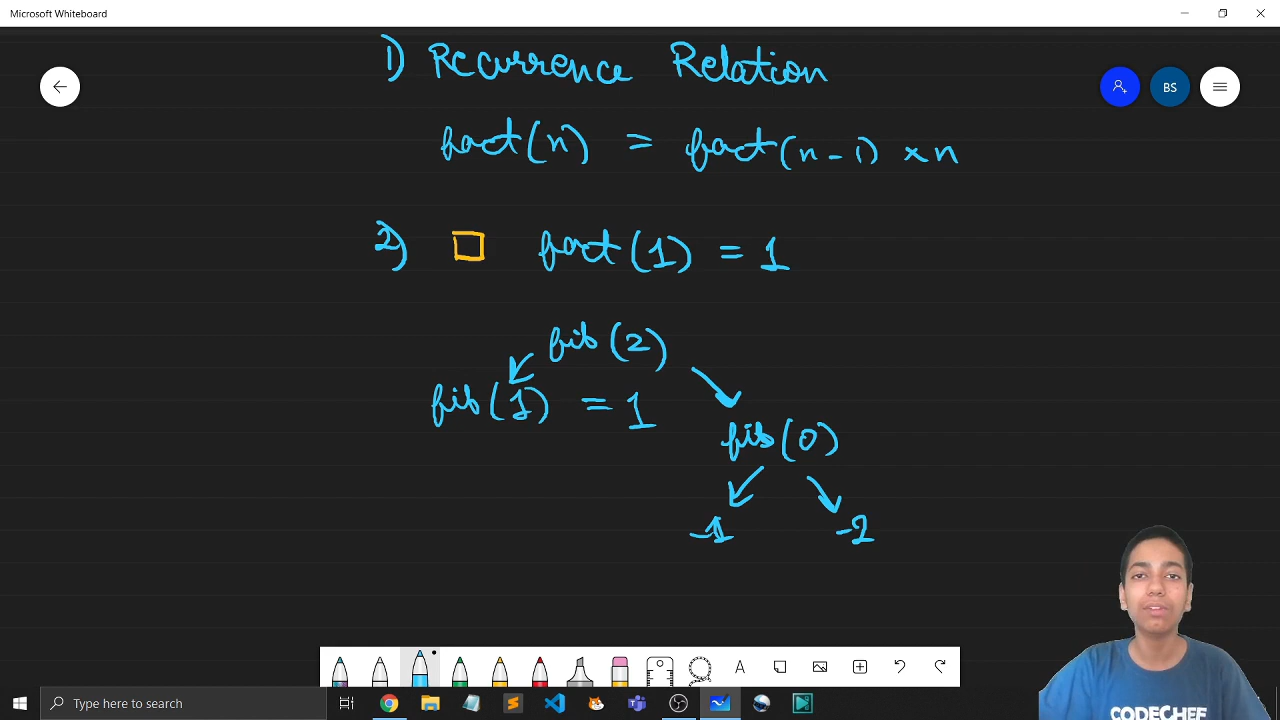 Microsoft Whiteboard
1) Recurrence Relation
fact(n) = fact(n-1) × n
BS
2) fact(1) = 1
fib(2)
fib(1) = 1
fib(0)
-1 -2
A
Type here to search
CODECHEF